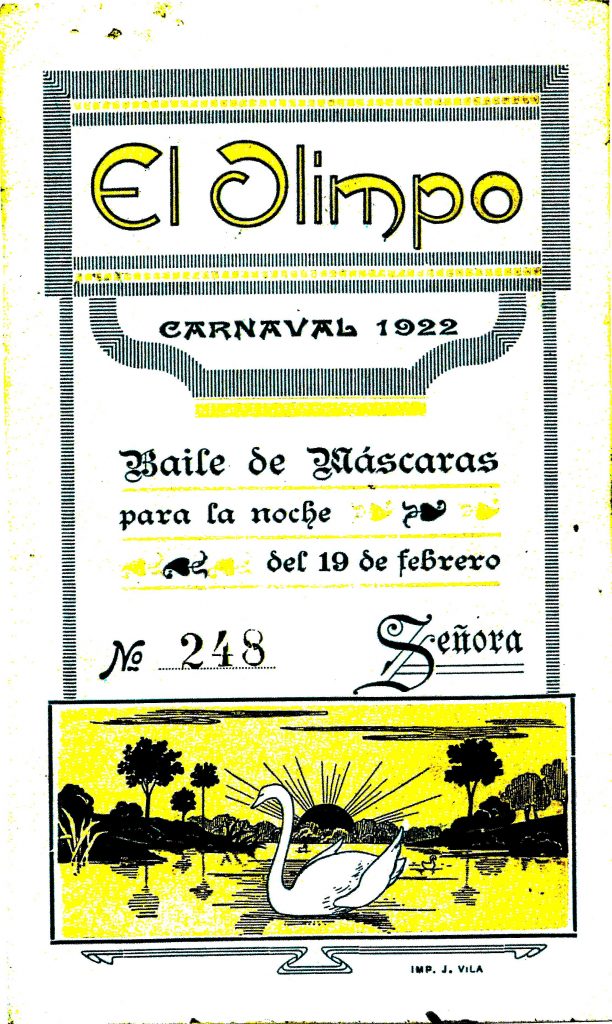 El Olimpo
CARNAVAL 1922
Baile de Máscaras
para la noche
del 19 de febrero
No 248
Señora
IMP. J. VILA